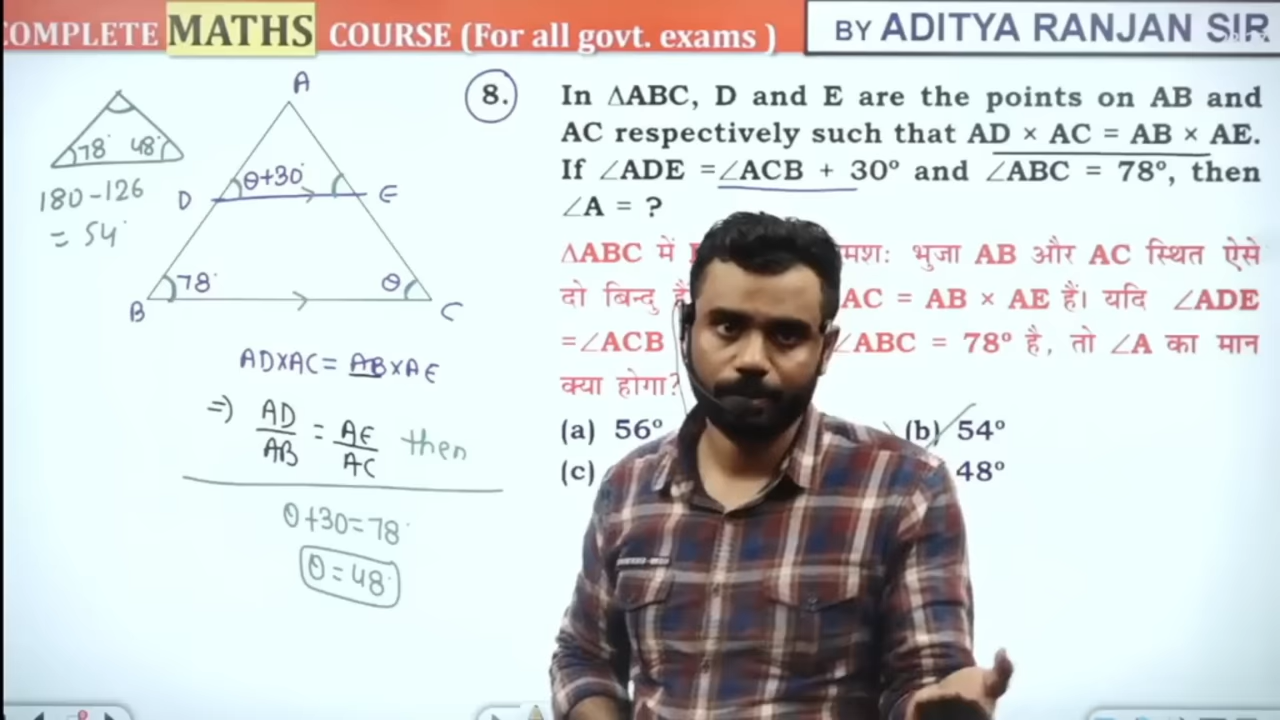 COMPLETE MATHS COURSE (For all govt. exams )
BY ADITYA RANJAN SIR
8. In ΔABC, D and E are the points on AB and
AC respectively such that AD × AC = AB × AE.
If ∠ADE =∠ACB + 30° and ∠ABC = 78°, then
∠A = ?
ΔABC में मश: भुजा AB और AC स्थित ऐसे
दो बिन्दु AC = AB × AE हैं। यदि ∠ADE
=∠ACB ∠ABC = 78° है, तो ∠A का मान
क्या होगा?
(a) 56° (b) 54°
(c) 48°
A
78° 48°
180-126
= 54°
D θ+30° E
78° θ
B C
AD×AC= AB×AE
=> AD/AB = AE/AC then
θ+30=78°
θ=48°